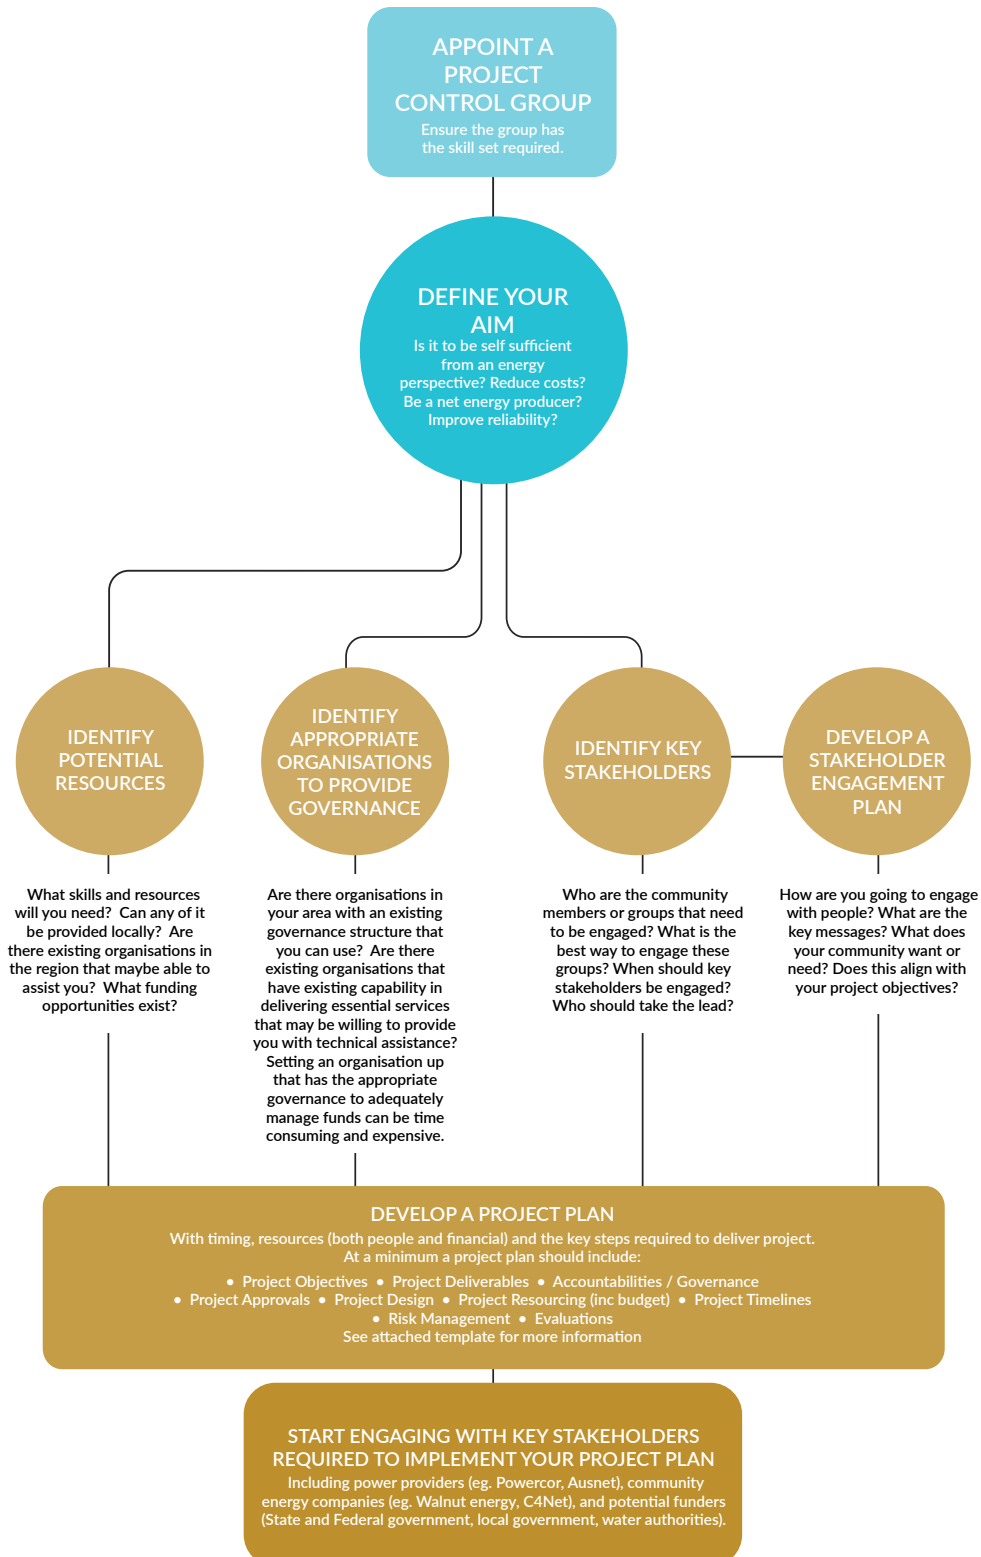 APPOINT A
PROJECT
CONTROL GROUP
Ensure the group has
the skill set required.
DEFINE YOUR
AIM
Is it to be self sufficient
from an energy
perspective? Reduce costs?
Be a net energy producer?
Improve reliability?
IDENTIFY
POTENTIAL
RESOURCES
What skills and resources
will you need?  Can any of it
be provided locally?  Are
there existing organisations in
the region that maybe able to
assist you?  What funding
opportunities exist?
IDENTIFY
APPROPRIATE
ORGANISATIONS
TO PROVIDE
GOVERNANCE
Are there organisations in
your area with an existing
governance structure that
you can use?  Are there
existing organisations that
have existing capability in
delivering essential services
that may be willing to provide
you with technical assistance?
Setting an organisation up
that has the appropriate
governance to adequately
manage funds can be time
consuming and expensive.
IDENTIFY KEY
STAKEHOLDERS
Who are the community
members or groups that need
to be engaged? What is the
best way to engage these
groups? When should key
stakeholders be engaged?
Who should take the lead?
DEVELOP A
STAKEHOLDER
ENGAGEMENT
PLAN
How are you going to engage
with people? What are the
key messages? What does
your community want or
need? Does this align with
your project objectives?
DEVELOP A PROJECT PLAN
With timing, resources (both people and financial) and the key steps required to deliver project.
At a minimum a project plan should include:
• Project Objectives • Project Deliverables • Accountabilities / Governance
• Project Approvals • Project Design • Project Resourcing (inc budget) • Project Timelines
• Risk Management • Evaluations
See attached template for more information
START ENGAGING WITH KEY STAKEHOLDERS
REQUIRED TO IMPLEMENT YOUR PROJECT PLAN
Including power providers (eg. Powercor, Ausnet), community
energy companies (eg. Walnut energy, C4Net), and potential funders
(State and Federal government, local government, water authorities).